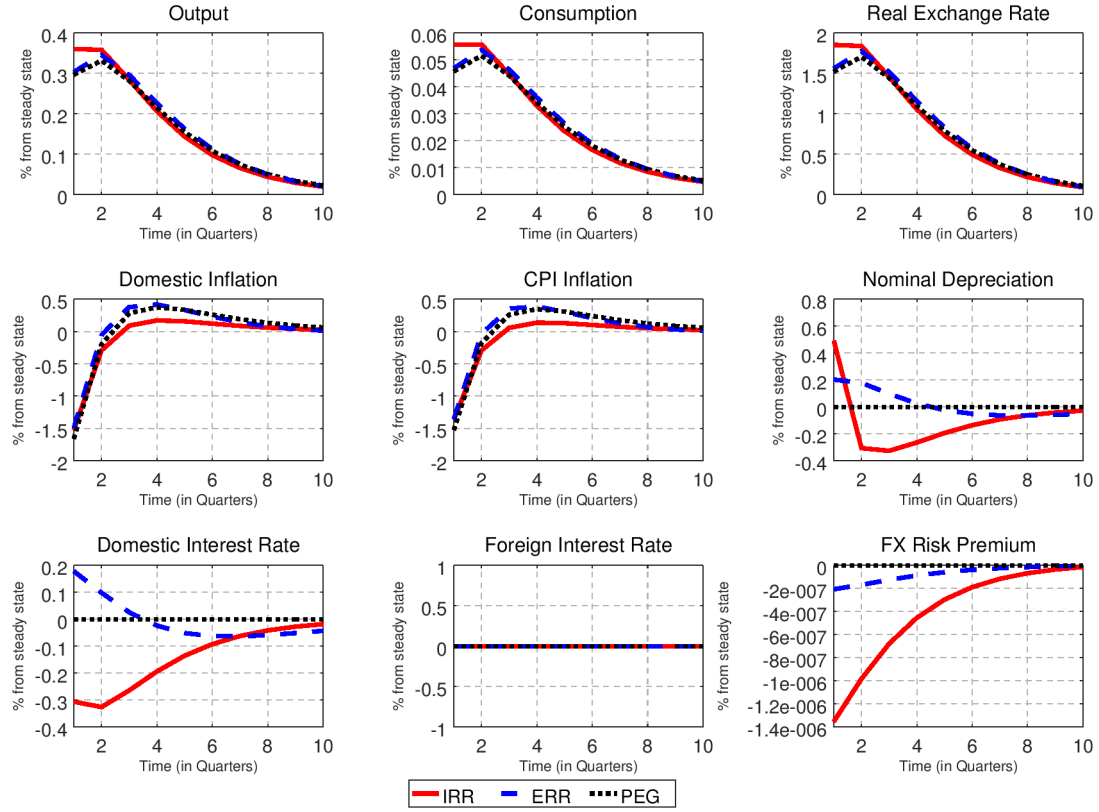 Output
% from steady state
0.4
0.3
0.2
0.1
0
2 4 6 8 10
Time (in Quarters)
Consumption
% from steady state
0.06
0.05
0.04
0.03
0.02
0.01
0
2 4 6 8 10
Time (in Quarters)
Real Exchange Rate
% from steady state
2
1.5
1
0.5
0
2 4 6 8 10
Time (in Quarters)
Domestic Inflation
% from steady state
0.5
0
-0.5
-1
-1.5
-2
2 4 6 8 10
Time (in Quarters)
CPI Inflation
% from steady state
0.5
0
-0.5
-1
-1.5
-2
2 4 6 8 10
Time (in Quarters)
Nominal Depreciation
% from steady state
0.8
0.6
0.4
0.2
0
-0.2
-0.4
2 4 6 8 10
Time (in Quarters)
Domestic Interest Rate
% from steady state
0.2
0.1
0
-0.1
-0.2
-0.3
-0.4
2 4 6 8 10
Time (in Quarters)
Foreign Interest Rate
% from steady state
1
0.5
0
-0.5
-1
2 4 6 8 10
Time (in Quarters)
FX Risk Premium
% from steady state
0
-2e-007
-4e-007
-6e-007
-8e-007
-1e-006
-1.2e-006
-1.4e-006
2 4 6 8 10
Time (in Quarters)
IRR ERR PEG